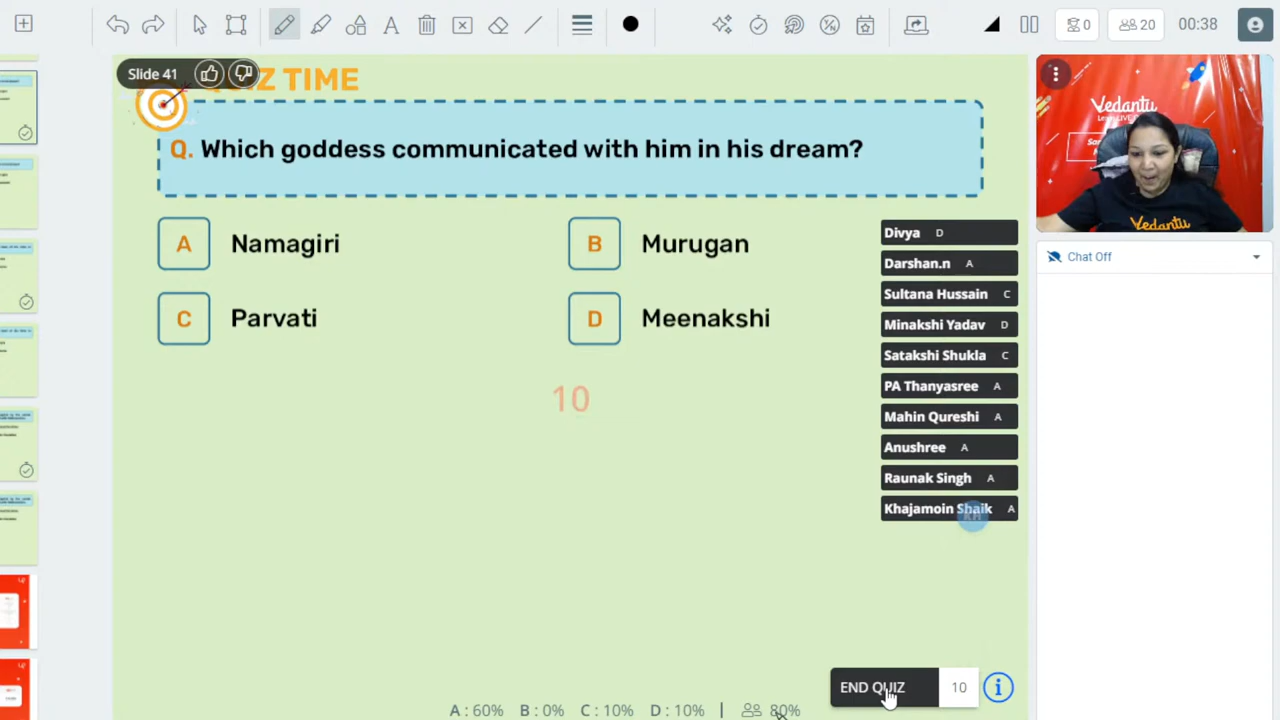 0
20
00:38
Slide 41
QUIZ TIME
Q. Which goddess communicated with him in his dream?
A Namagiri
B Murugan
C Parvati
D Meenakshi
10
Divya D
Darshan.n A
Sultana Hussain C
Minakshi Yadav D
Satakshi Shukla C
PA Thanyasree A
Mahin Qureshi A
Anushree A
Raunak Singh A
Khajamoin Shaik A
END QUIZ 10
A : 60% B : 0% C : 10% D : 10% | 80%
Vedantu
Vedantu
Chat Off